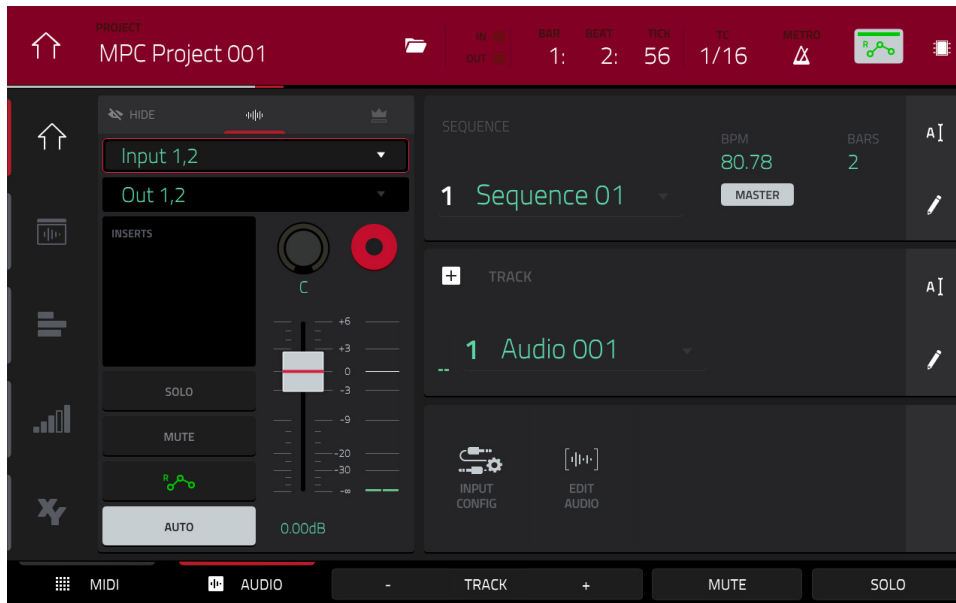 PROJECT
MPC Project 001
IN
OUT
BAR BEAT TICK TC METRO
1: 2: 56 1/16
R
HIDE
Input 1,2
Out 1,2
INSERTS
C
+6
+3
0
-3
-9
-20
-30
-∞
SOLO
MUTE
R
AUTO
0.00dB
SEQUENCE
BPM BARS
80.78 2
1 Sequence 01
MASTER
A
TRACK
A
-- 1 Audio 001
INPUT CONFIG
EDIT AUDIO
XY
MIDI AUDIO - TRACK + MUTE SOLO